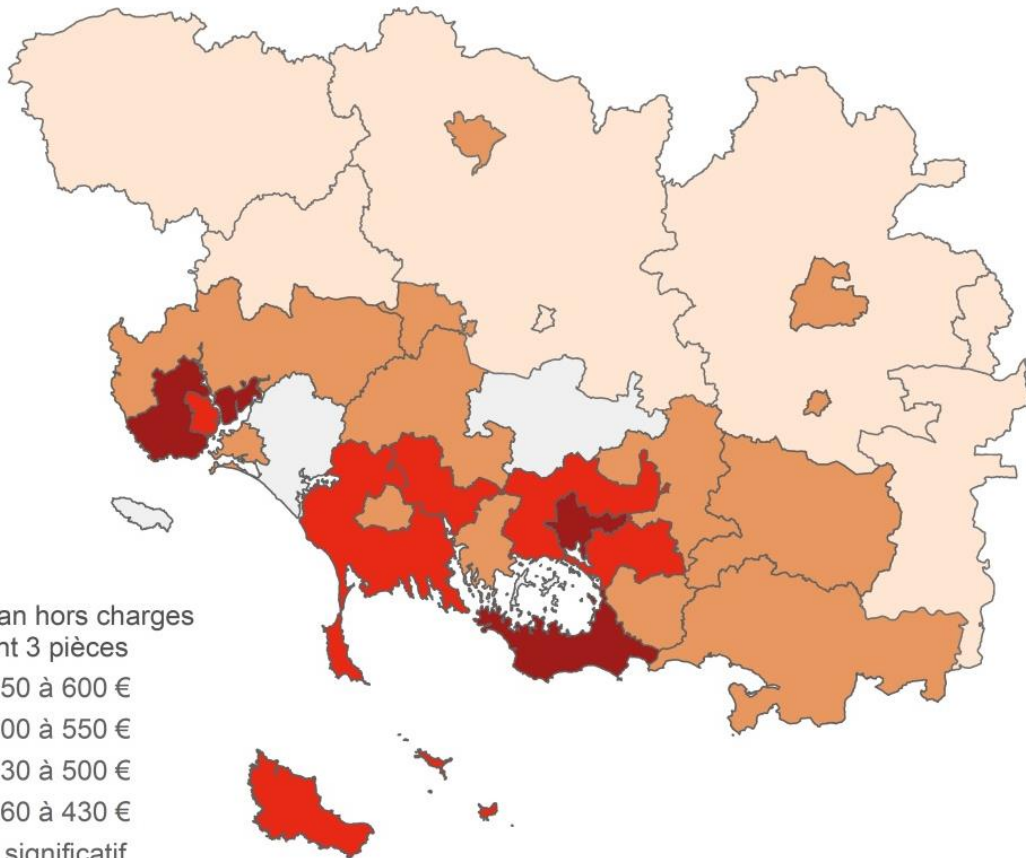 an hors charges
nt 3 pièces
50 à 600 €
00 à 550 €
30 à 500 €
60 à 430 €
significatif